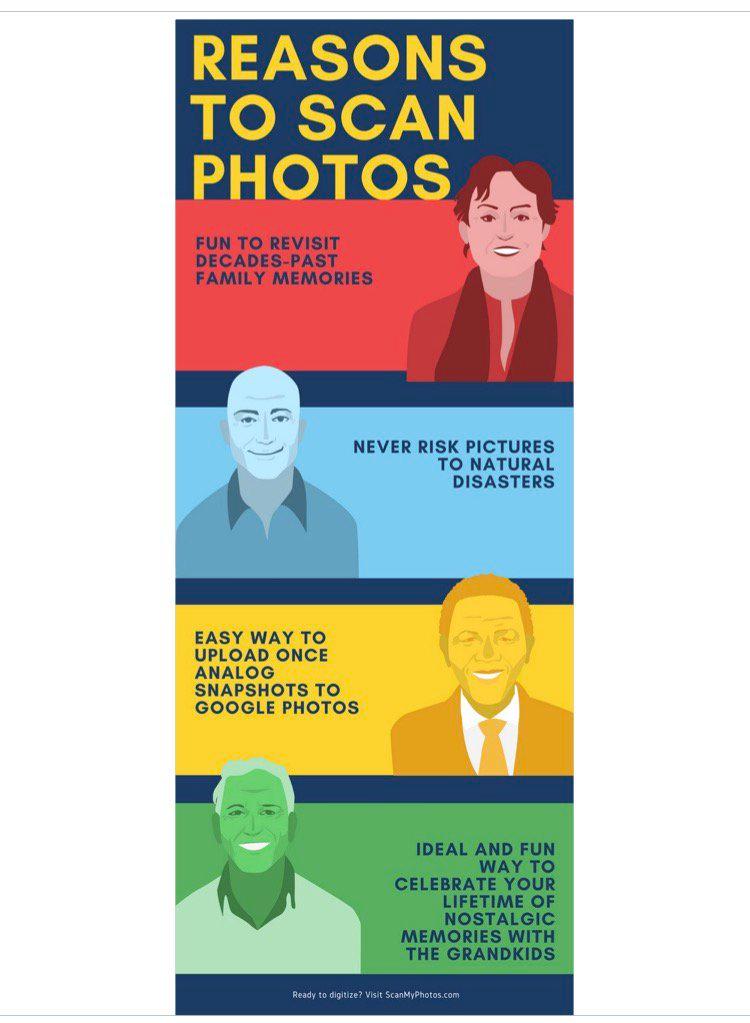 REASONS
TO SCAN
PHOTOS
FUN TO REVISIT
DECADES-PAST
FAMILY MEMORIES
NEVER RISK PICTURES
TO NATURAL
DISASTERS
EASY WAY TO
UPLOAD ONCE
ANALOG
SNAPSHOTS TO
GOOGLE PHOTOS
IDEAL AND FUN
WAY TO
CELEBRATE YOUR
LIFETIME OF
NOSTALGIC
MEMORIES WITH
THE GRANDKIDS
Ready to digitize? Visit ScanMyPhotos.com